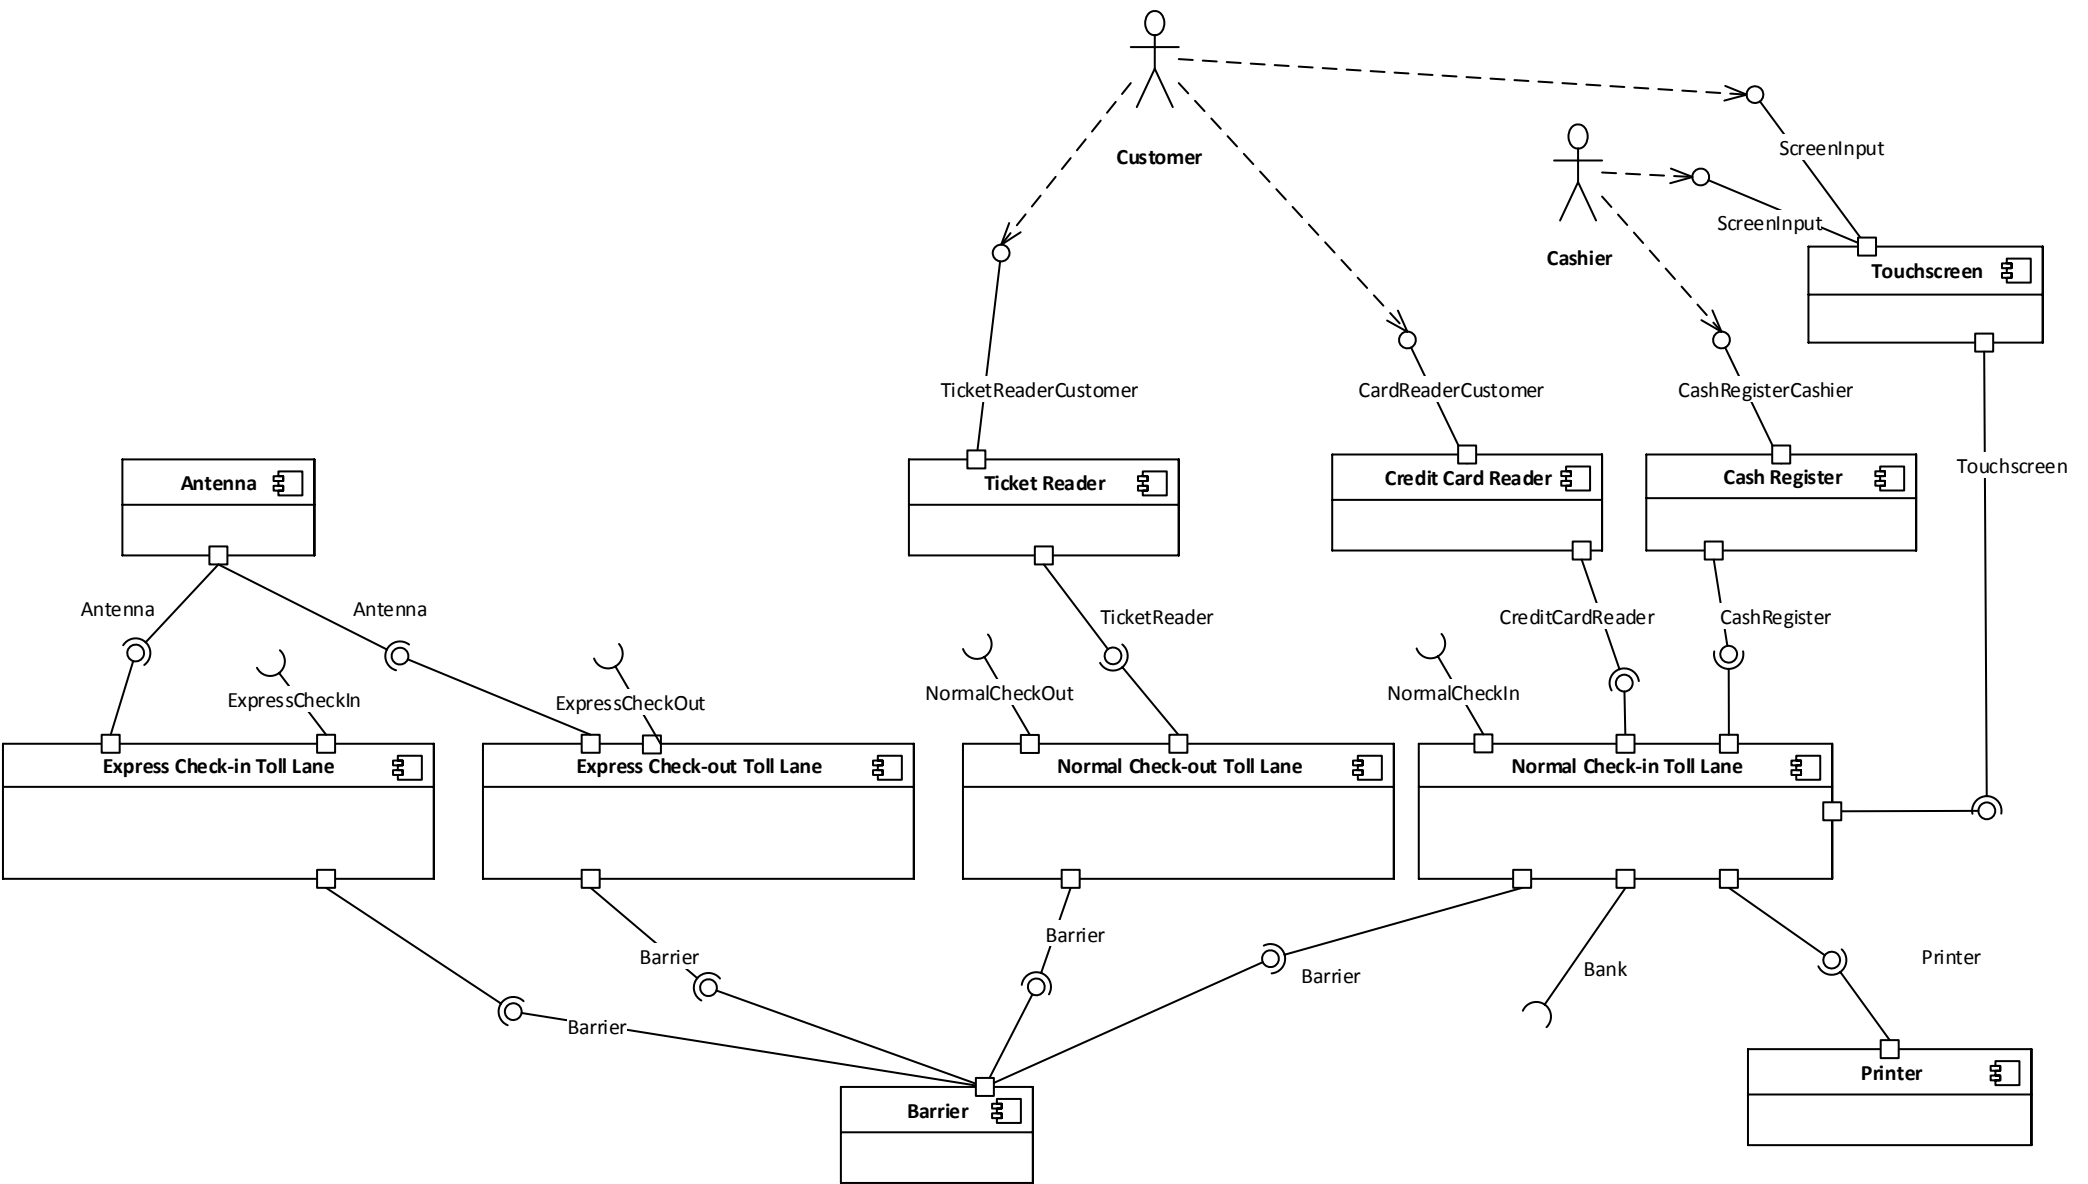 Customer
ScreenInput
ScreenInput
Cashier
Touchscreen
TicketReaderCustomer
CardReaderCustomer
CashRegisterCashier
Touchscreen
Antenna
Ticket Reader
Credit Card Reader
Cash Register
Antenna
Antenna
TicketReader
CreditCardReader
CashRegister
ExpressCheckIn
ExpressCheckOut
NormalCheckOut
NormalCheckIn
Express Check-in Toll Lane
Express Check-out Toll Lane
Normal Check-out Toll Lane
Normal Check-in Toll Lane
Barrier
Barrier
Barrier
Bank
Printer
Barrier
Printer
Barrier